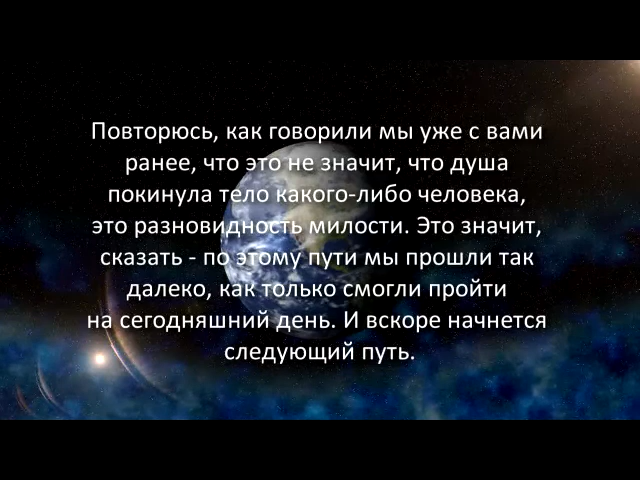 Повторюсь, как говорили мы уже с вами
ранее, что это не значит, что душа
покинула тело какого-либо человека,
это разновидность милости. Это значит,
сказать - по этому пути мы прошли так
далеко, как только смогли пройти
на сегодняшний день. И вскоре начнется
следующий путь.